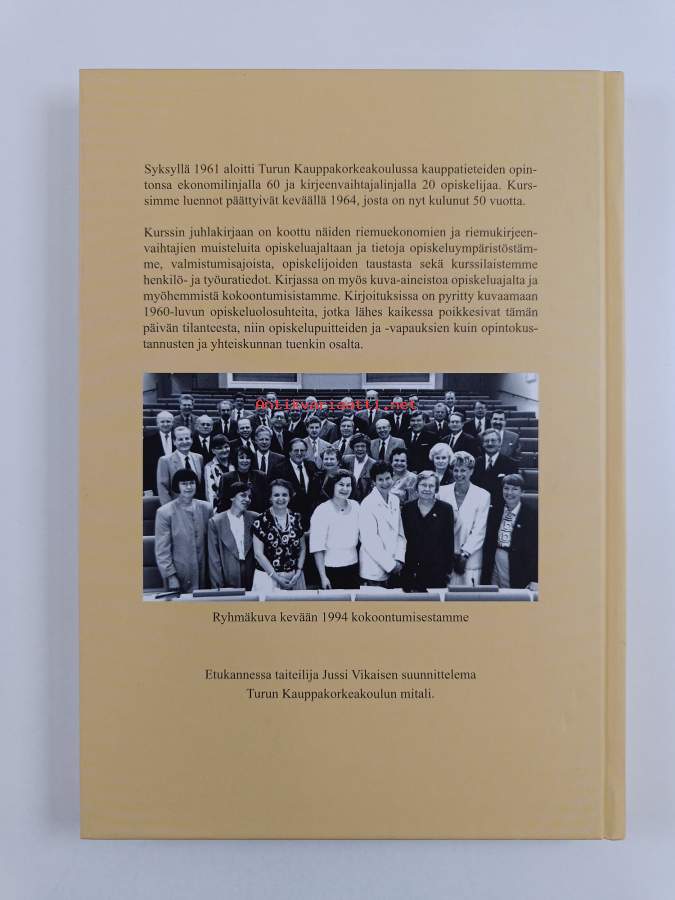 Syksyllä 1961 aloitti Turun Kauppakorkeakoulussa kauppatieteiden opin-
tonsa ekonomilinjalla 60 ja kirjeenvaihtajalinjalla 20 opiskelijaa. Kurs-
simme luennot päättyivät keväällä 1964, josta on nyt kulunut 50 vuotta.
Kurssin juhlakirjaan on koottu näiden riemuekonomien ja riemukirjeen-
vaihtajien muisteluita opiskeluajaltaan ja tietoja opiskeluympäristöstäm-
me, valmistumisajoista, opiskelijoiden taustasta sekä kurssilaistemme
henkilö- ja työuratiedot. Kirjassa on myös kuva-aineistoa opiskeluajalta ja
myöhemmistä kokoontumisistamme. Kirjoituksissa on pyritty kuvaamaan
1960-luvun opiskeluolosuhteita, jotka lähes kaikessa poikkesivat tämän
päivän tilanteesta, niin opiskelupuitteiden ja -vapauksien kuin opintokus-
tannusten ja yhteiskunnan tuenkin osalta.
Antikvariaatti.net
Ryhmäkuva kevään 1994 kokoontumisestamme
Etukannessa taiteilija Jussi Vikaisen suunnittelema
Turun Kauppakorkeakoulun mitali.